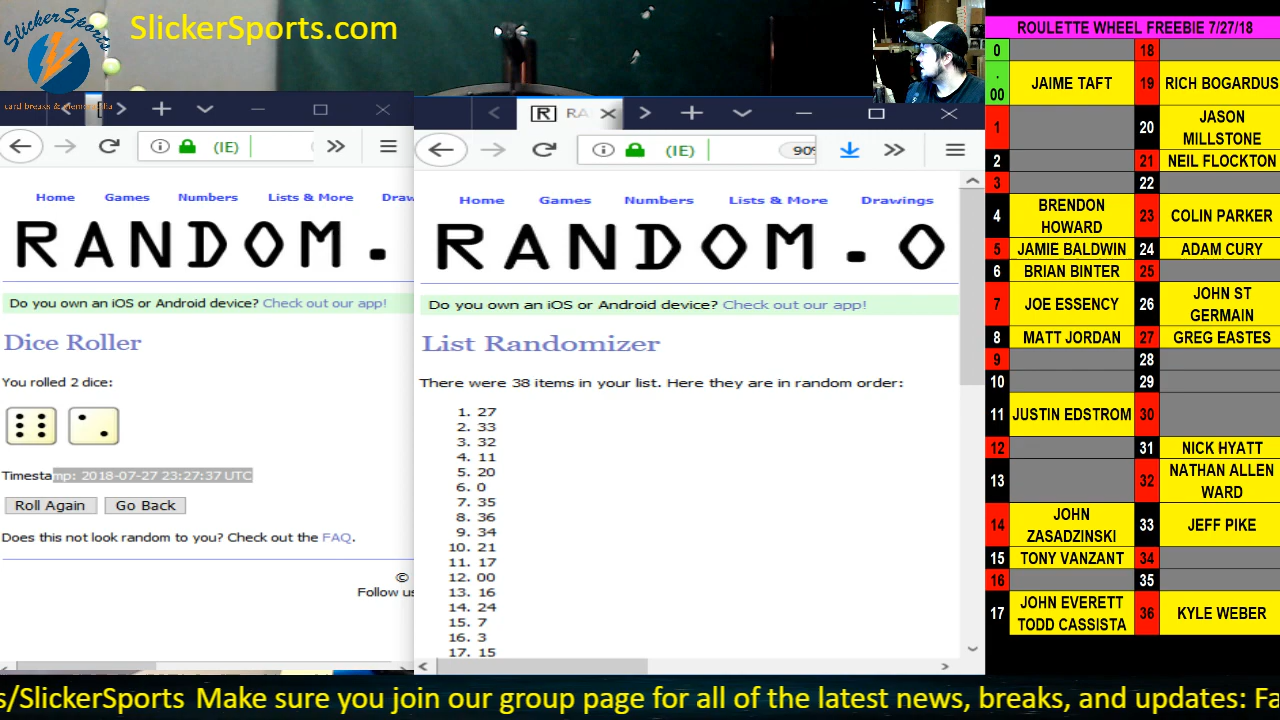 SlickerSports
card breaks & memorabilia
SlickerSports.com
(IE)
Home Games Numbers Lists & More Draw
RANDOM.
Do you own an iOS or Android device? Check out our app!
Dice Roller
You rolled 2 dice:
Timestamp: 2018-07-27 23:27:37 UTC
Roll Again Go Back
Does this not look random to you? Check out the FAQ.
©
Follow us
R RA
(IE) 90%
Home Games Numbers Lists & More Drawings
RANDOM.O
Do you own an iOS or Android device? Check out our app!
List Randomizer
There were 38 items in your list. Here they are in random order:
1. 27
2. 33
3. 32
4. 11
5. 20
6. 0
7. 35
8. 36
9. 34
10. 21
11. 17
12. 00
13. 16
14. 24
15. 7
16. 3
17. 15
ROULETTE WHEEL FREEBIE 7/27/18
0 18
.
00 JAIME TAFT 19 RICH BOGARDUS
1 20 JASON
MILLSTONE
2 21 NEIL FLOCKTON
3 22
4 BRENDON
HOWARD 23 COLIN PARKER
5 JAMIE BALDWIN 24 ADAM CURY
6 BRIAN BINTER 25
7 JOE ESSENCY 26 JOHN ST
GERMAIN
8 MATT JORDAN 27 GREG EASTES
9 28
10 29
11 JUSTIN EDSTROM 30
12 31 NICK HYATT
13 32 NATHAN ALLEN
WARD
14 JOHN
ZASADZINSKI 33 JEFF PIKE
15 TONY VANZANT 34
16 35
17 JOHN EVERETT
TODD CASSISTA 36 KYLE WEBER
s/SlickerSports Make sure you join our group page for all of the latest news, breaks, and updates: Fa